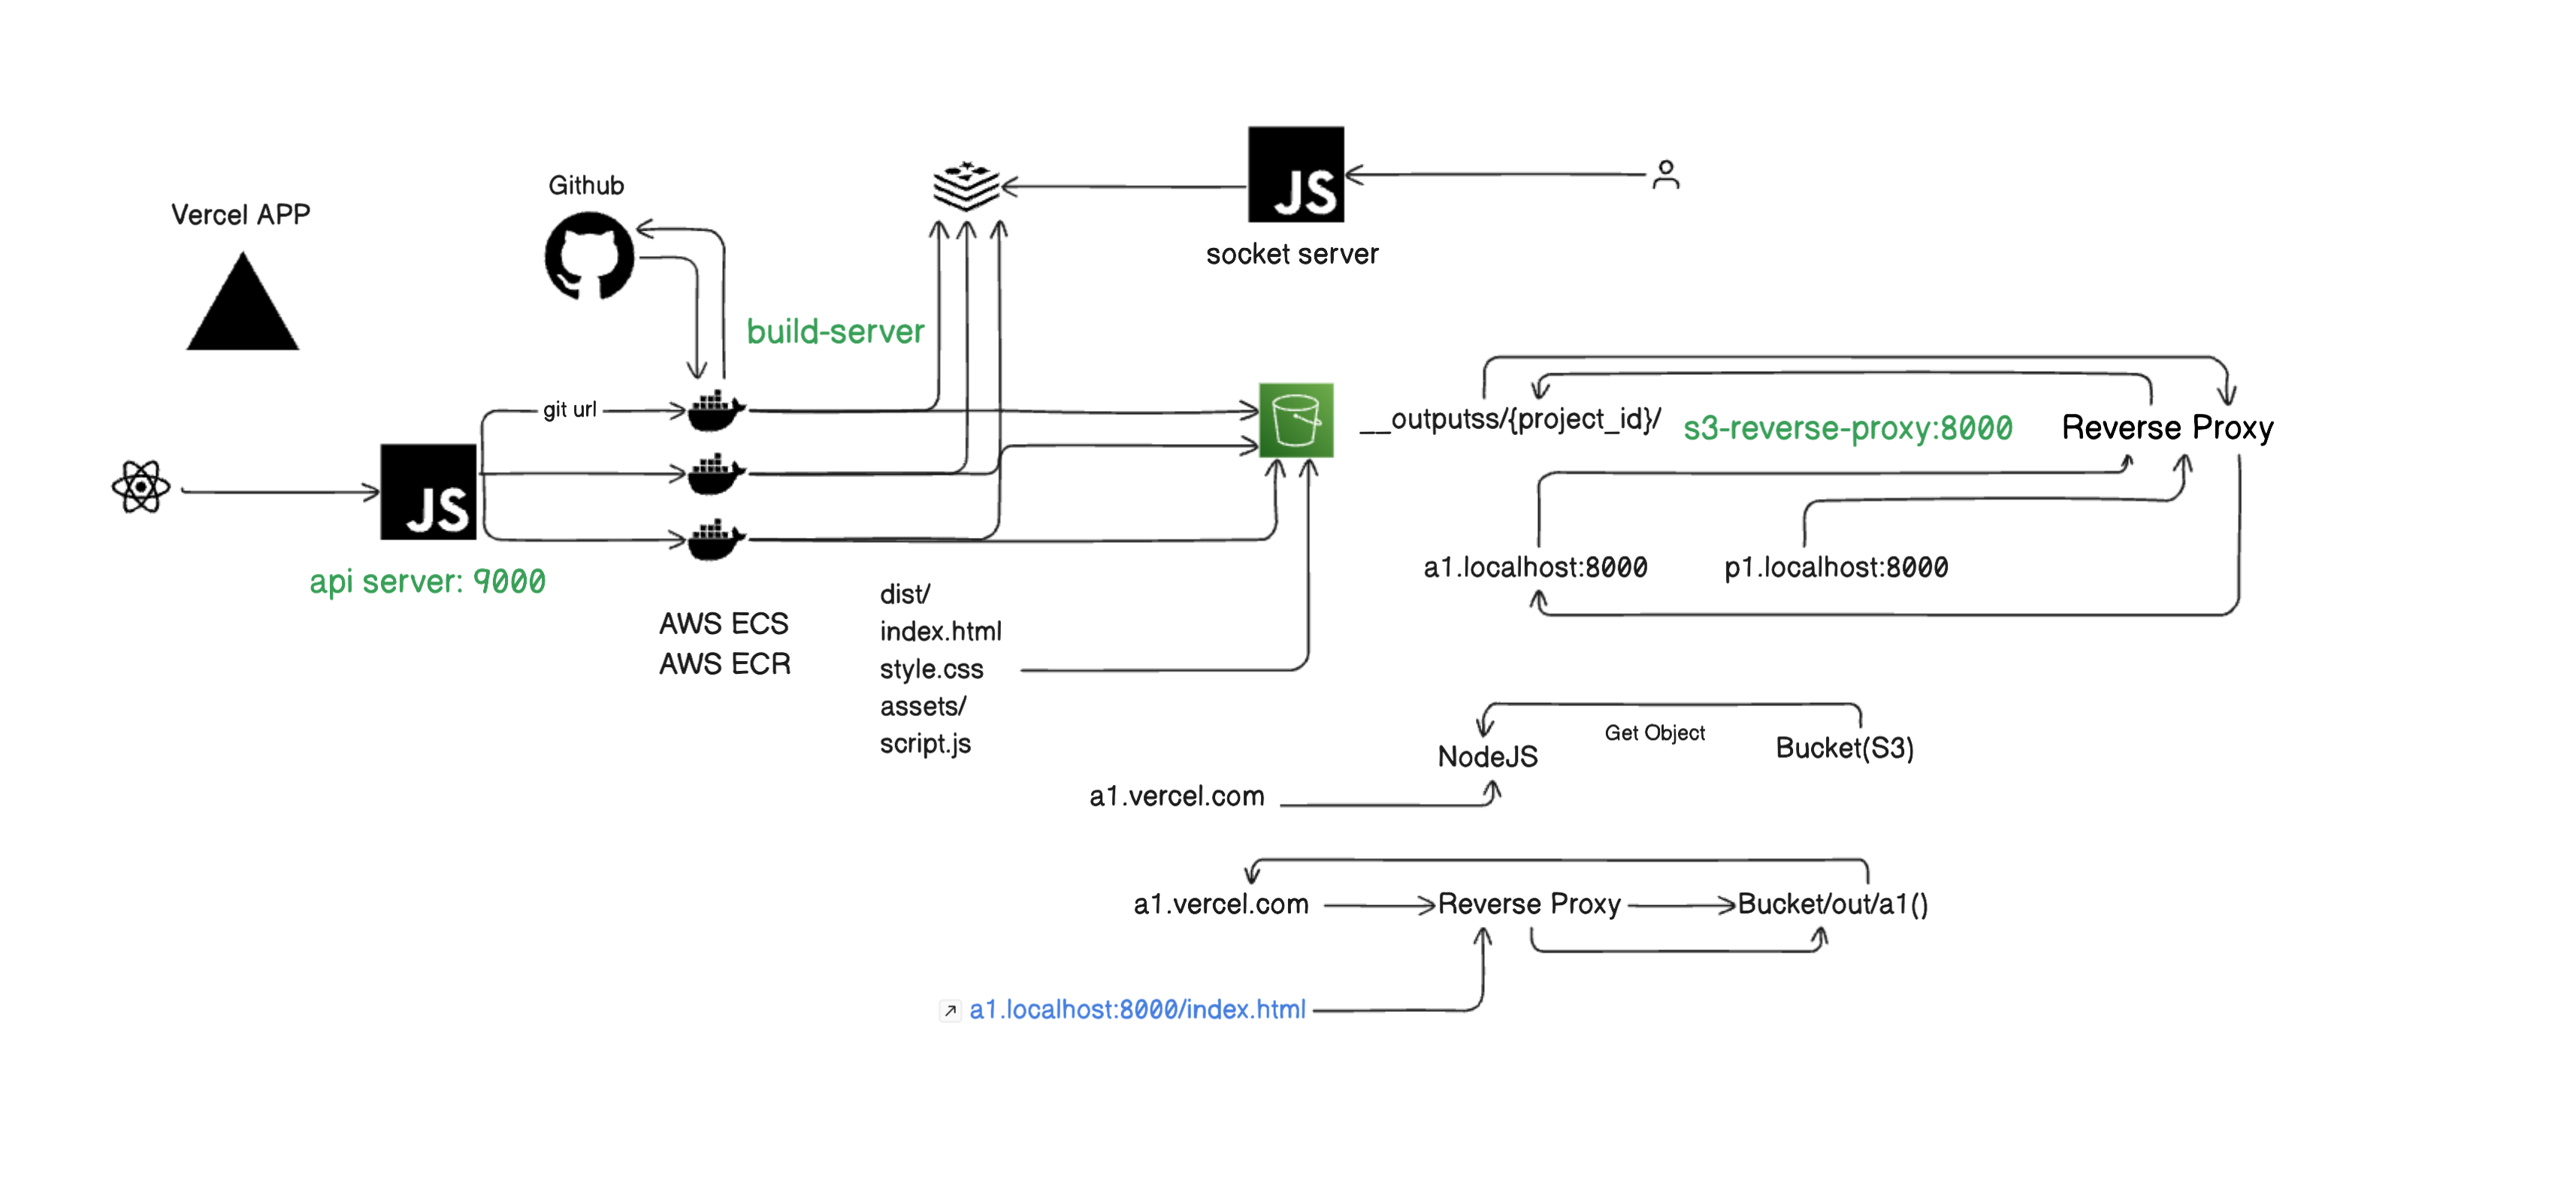 Vercel APP
Github
JS
socket server
build-server
git url
JS
api server: 9000
AWS ECS
AWS ECR
dist/
index.html
style.css
assets/
script.js
__outputss/{project_id}/
s3-reverse-proxy:8000
Reverse Proxy
a1.localhost:8000
p1.localhost:8000
Get Object
NodeJS
Bucket(S3)
a1.vercel.com
a1.vercel.com
Reverse Proxy
Bucket/out/a1()
a1.localhost:8000/index.html